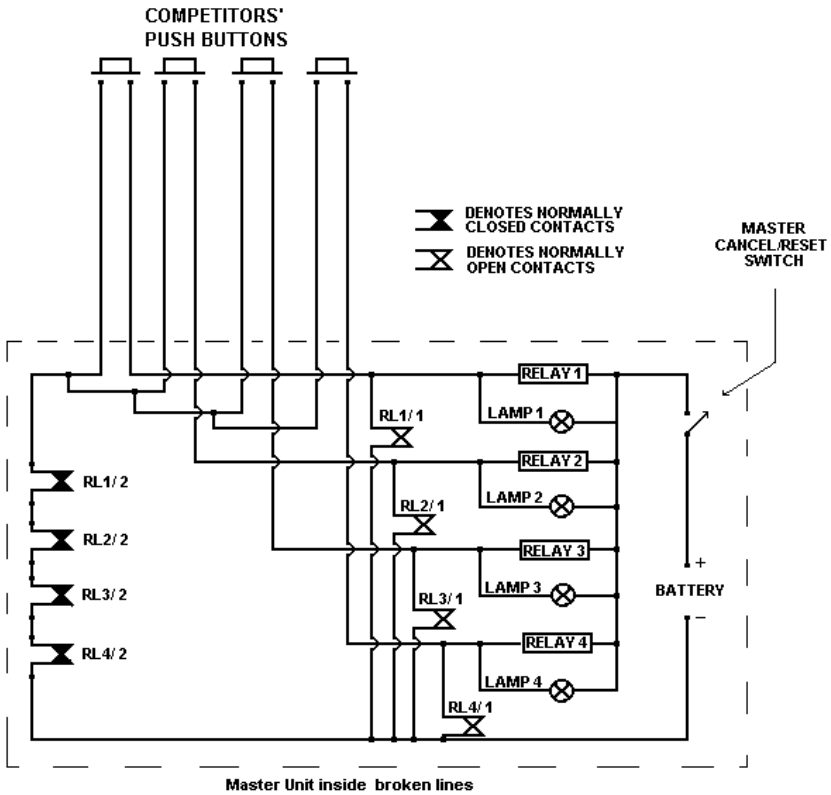 COMPETITORS'
PUSH BUTTONS
DENOTES NORMALLY
CLOSED CONTACTS
DENOTES NORMALLY
OPEN CONTACTS
MASTER
CANCEL/RESET
SWITCH
RELAY 1
RL1/1
LAMP 1
RELAY 2
RL1/2
RL2/1
LAMP 2
RL2/2
RELAY 3
+
RL3/2
RL3/1
LAMP 3
BATTERY
–
RELAY 4
RL4/2
LAMP 4
RL4/1
Master Unit inside broken lines